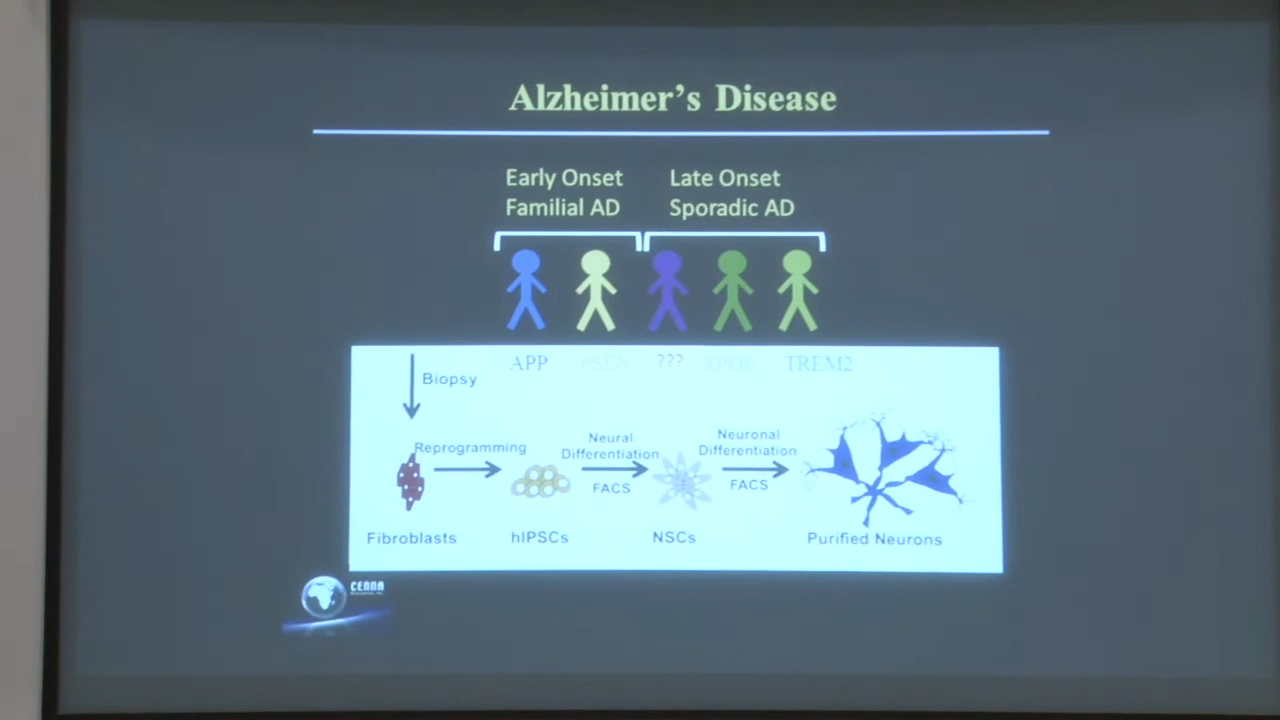 Alzheimer's Disease
Early Onset
Familial AD
Late Onset
Sporadic AD
APP PSEN ??? APOE TREM2
Biopsy
Reprogramming
Neural
Differentiation
FACS
Neuronal
Differentiation
FACS
Fibroblasts
hIPSCs
NSCs
Purified Neurons
CENNA